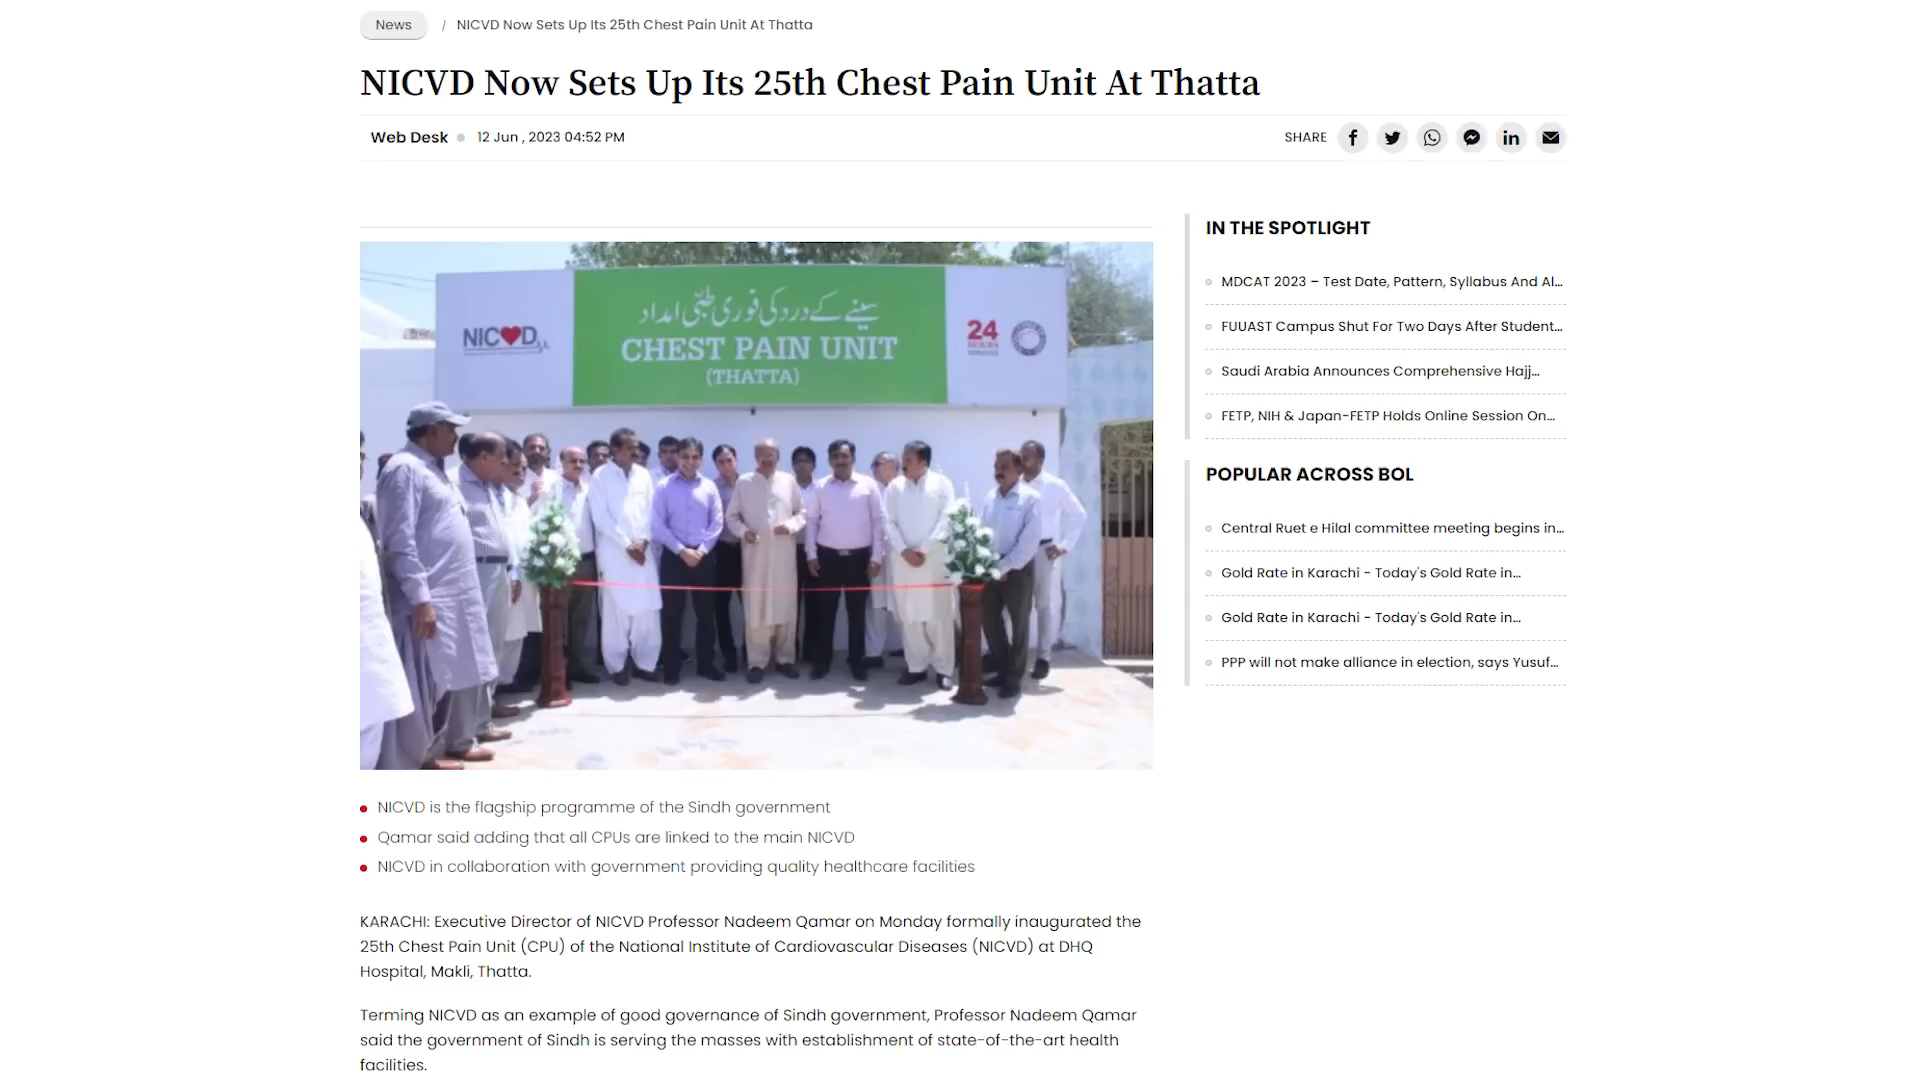 News / NICVD Now Sets Up Its 25th Chest Pain Unit At Thatta
NICVD Now Sets Up Its 25th Chest Pain Unit At Thatta
Web Desk 12 Jun , 2023 04:52 PM
SHARE
سینے کے درد کی فوری طبّی امداد
NICVD
CHEST PAIN UNIT
(THATTA)
24
HOURS
NICVD is the flagship programme of the Sindh government
Qamar said adding that all CPUs are linked to the main NICVD
NICVD in collaboration with government providing quality healthcare facilities
KARACHI: Executive Director of NICVD Professor Nadeem Qamar on Monday formally inaugurated the
25th Chest Pain Unit (CPU) of the National Institute of Cardiovascular Diseases (NICVD) at DHQ
Hospital, Makli, Thatta.
Terming NICVD as an example of good governance of Sindh government, Professor Nadeem Qamar
said the government of Sindh is serving the masses with establishment of state-of-the-art health
facilities.
IN THE SPOTLIGHT
MDCAT 2023 – Test Date, Pattern, Syllabus And Al...
FUUAST Campus Shut For Two Days After Student...
Saudi Arabia Announces Comprehensive Hajj...
FETP, NIH & Japan-FETP Holds Online Session On...
POPULAR ACROSS BOL
Central Ruet e Hilal committee meeting begins in...
Gold Rate in Karachi - Today's Gold Rate in...
Gold Rate in Karachi - Today's Gold Rate in...
PPP will not make alliance in election, says Yusuf...